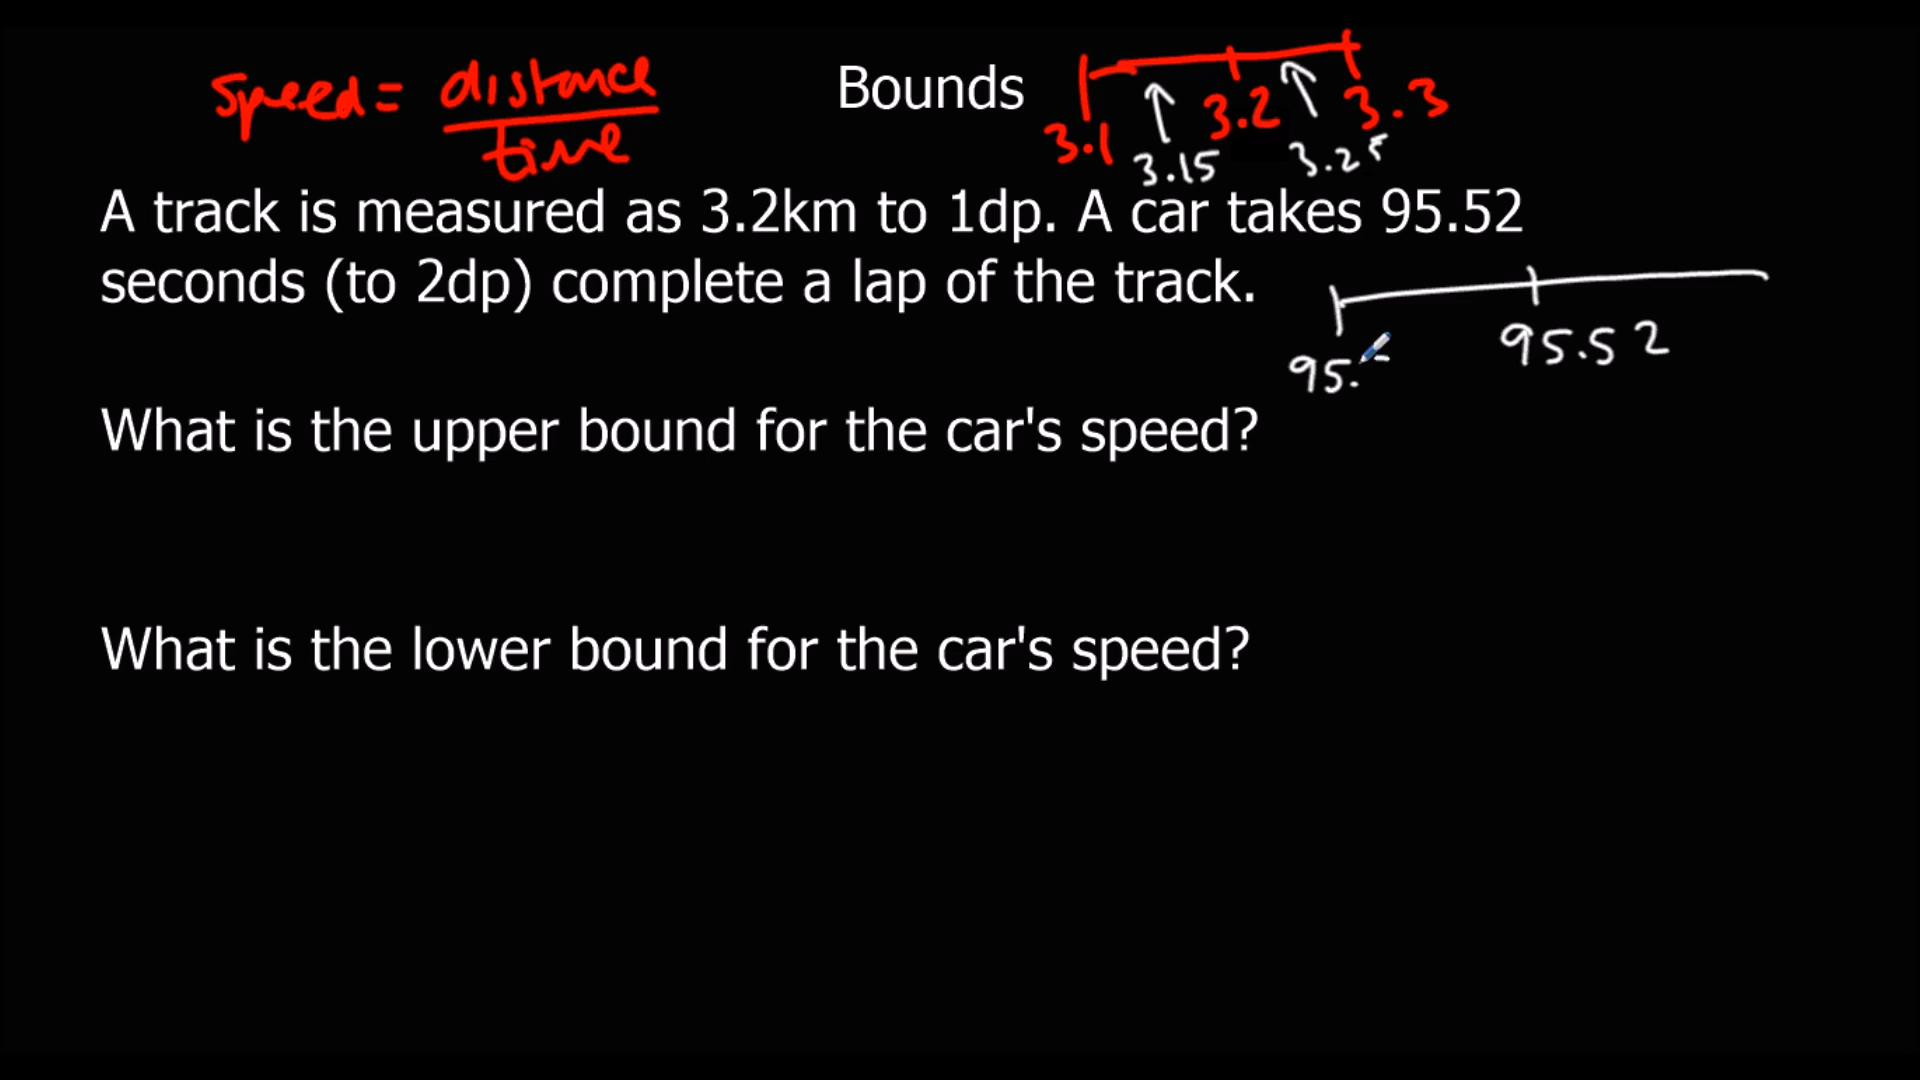 speed = distance
time
Bounds
3.1 3.2 3.3
3.15 3.25
A track is measured as 3.2km to 1dp. A car takes 95.52
seconds (to 2dp) complete a lap of the track.
95. 95.52
What is the upper bound for the car's speed?
What is the lower bound for the car's speed?